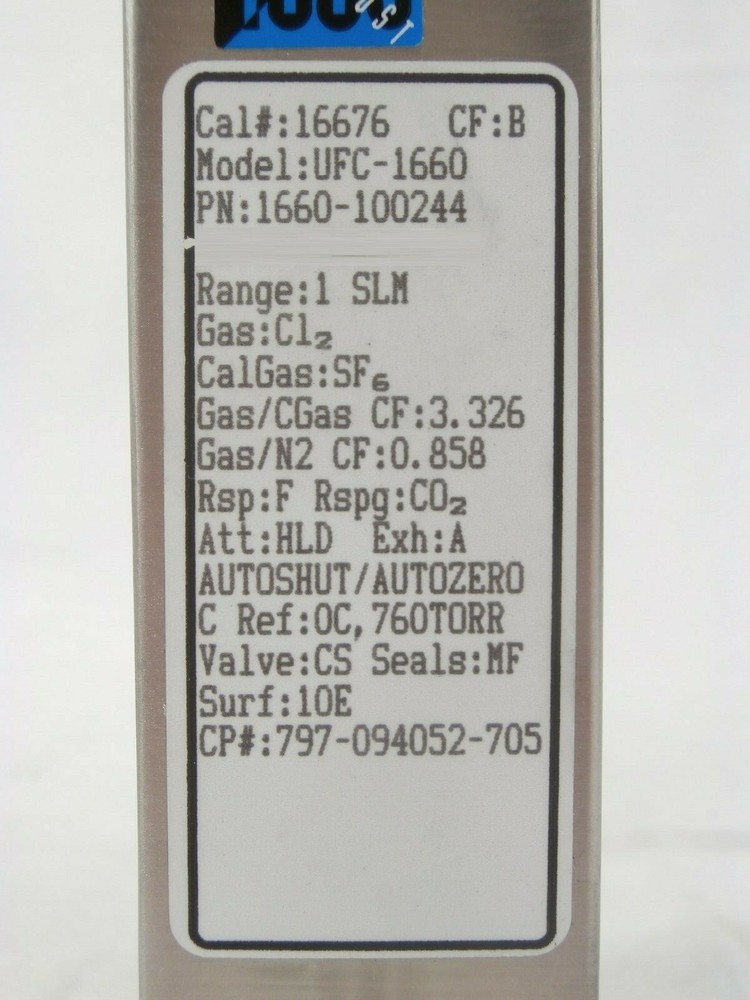 Cal#:16676 CF:B
Model:UFC-1660
PN:1660-100244
Range:1 SLM
Gas:Cl₂
CalGas:SF₆
Gas/CGas CF:3.326
Gas/N2 CF:0.858
Rsp:F Rspg:CO₂
Att:HLD Exh:A
AUTOSHUT/AUTOZERO
C Ref:0C,760TORR
Valve:CS Seals:MF
Surf:10E
CP#:797-094052-705